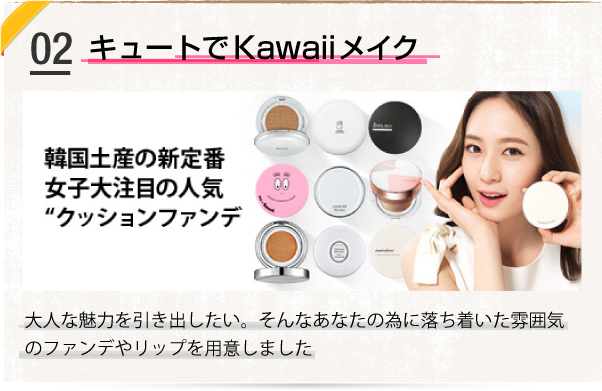 02 キュートでKawaiiメイク
韓国土産の新定番
女子大注目の人気
“クッションファンデ
大人な魅力を引き出したい。そんなあなたの為に落ち着いた雰囲気
のファンデやリップを用意しました